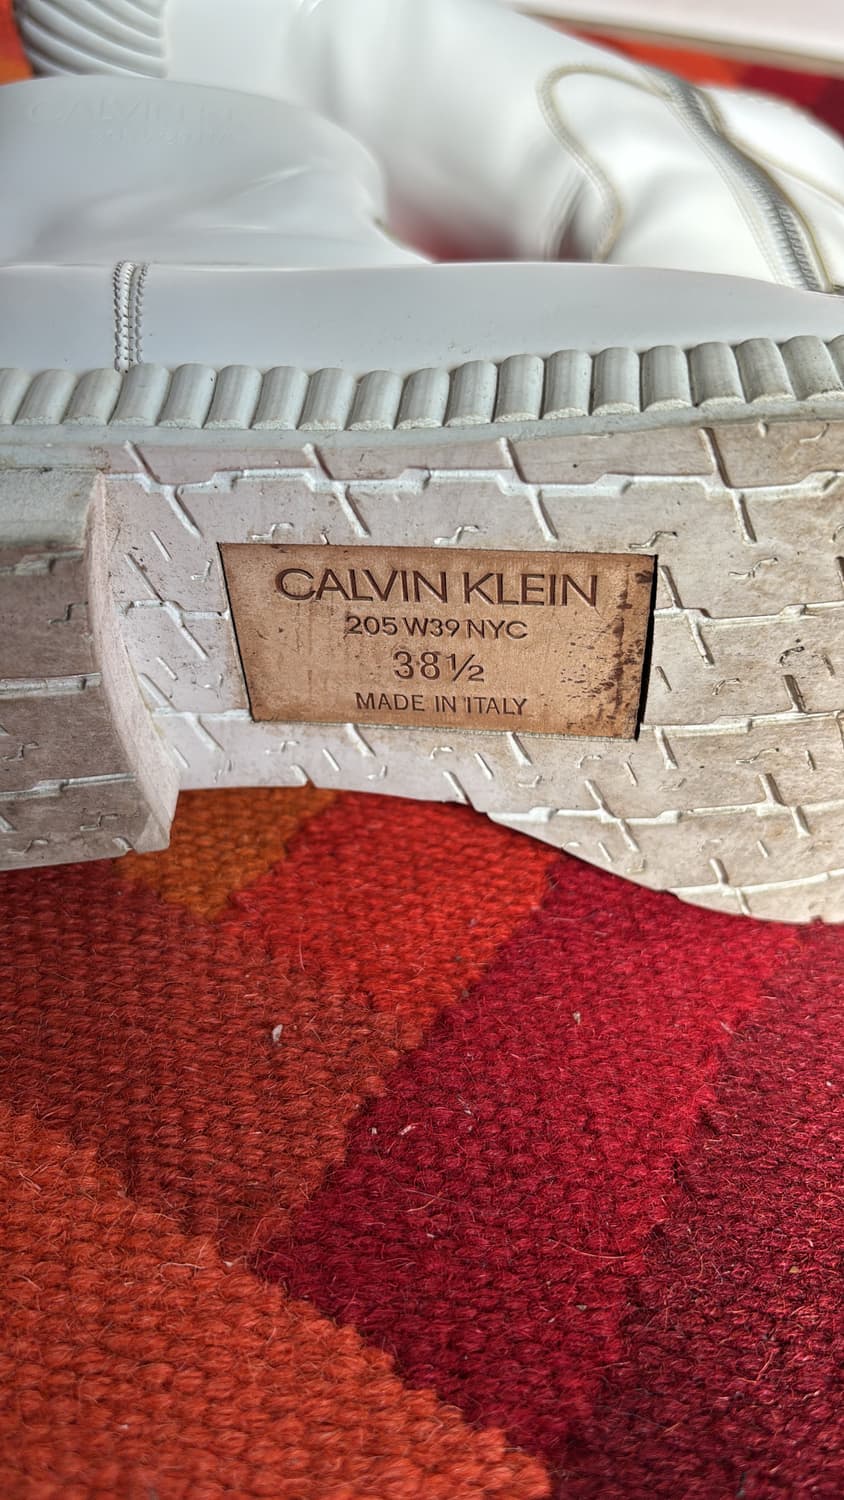 CALVIN KLEIN
205 W39 NYC
38½
MADE IN ITALY